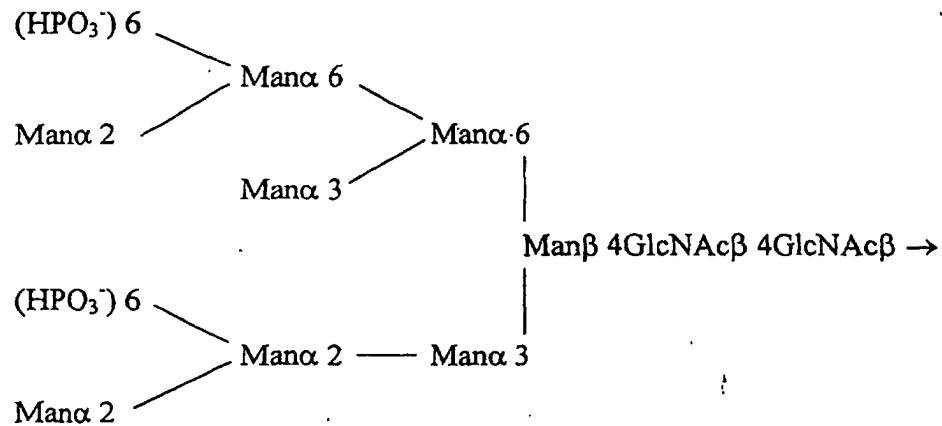 (HPO₃⁻) 6
Manα 6
Manα 2
Manα 6
Manα 3
Manβ 4GlcNAcβ 4GlcNAcβ →
(HPO₃⁻) 6
Manα 2 — Manα 3
Manα 2